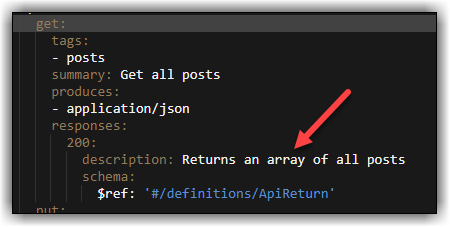 get:
tags:
- posts
summary: Get all posts
produces:
- application/json
responses:
200:
description: Returns an array of all posts
schema:
$ref: '#/definitions/ApiReturn'
put: